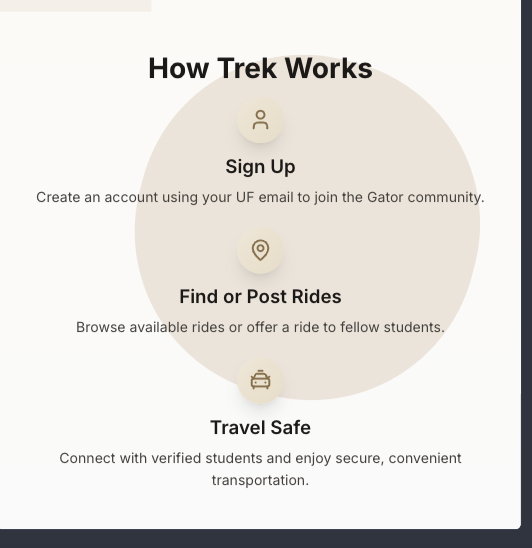 How Trek Works
Sign Up
Create an account using your UF email to join the Gator community.
Find or Post Rides
Browse available rides or offer a ride to fellow students.
Travel Safe
Connect with verified students and enjoy secure, convenient
transportation.